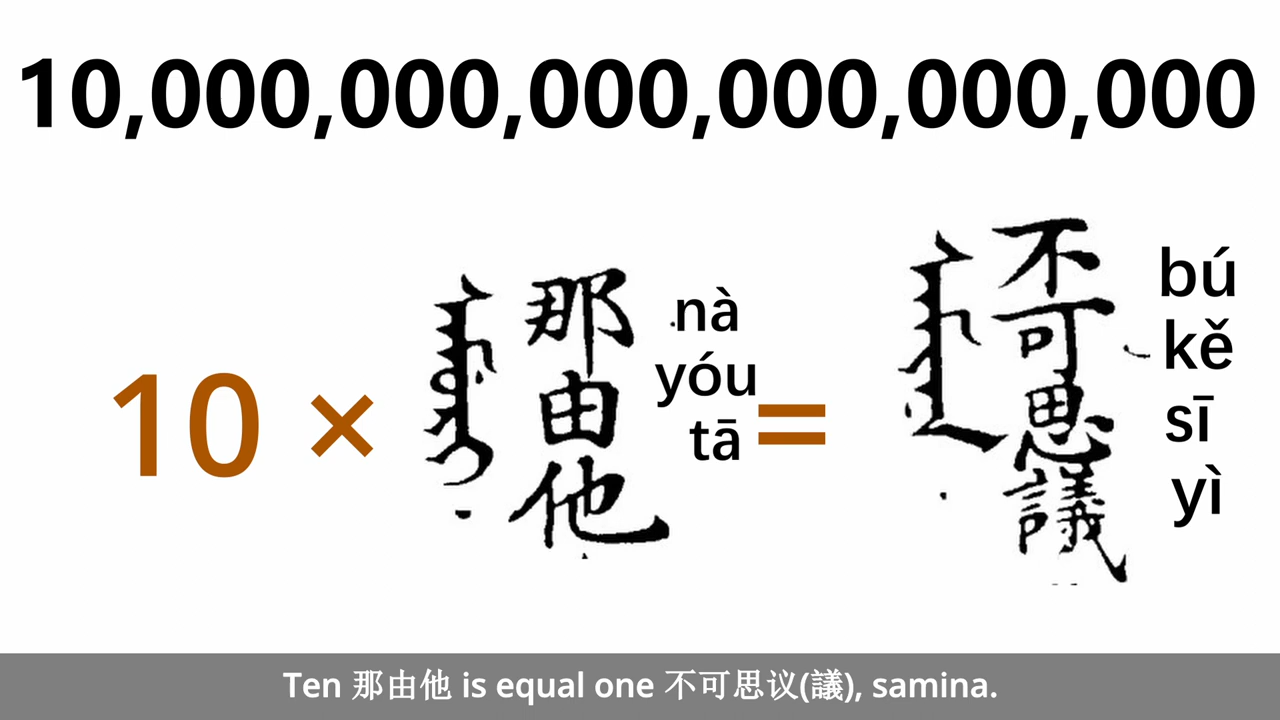 10,000,000,000,000,000,000
10 ×
那由他
nà
yóu
tā
=
不可思議
bú
kě
sī
yì
Ten 那由他 is equal one 不可思议(議), samina.